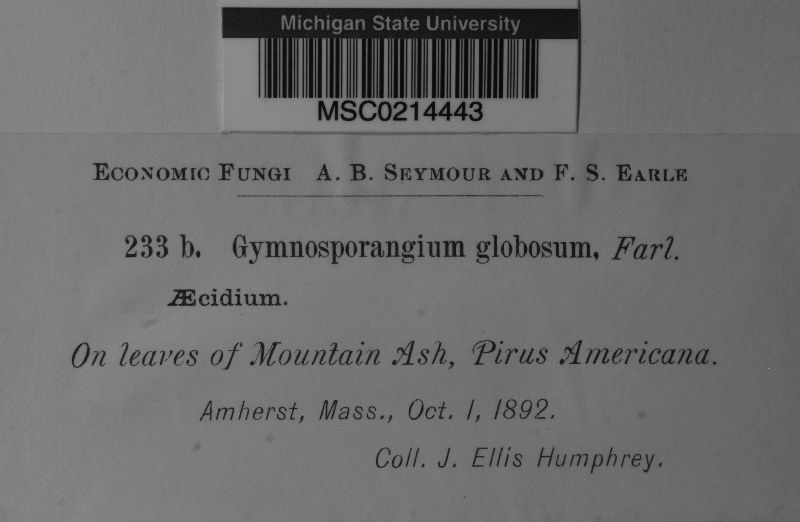 Michigan State University
MSC0214443
Economic Fungi A. B. Seymour and F. S. Earle
233 b. Gymnosporangium globosum, Farl.
Æcidium.
On leaves of Mountain Ash, Pirus Americana.
Amherst, Mass., Oct. 1, 1892.
Coll. J. Ellis Humphrey.